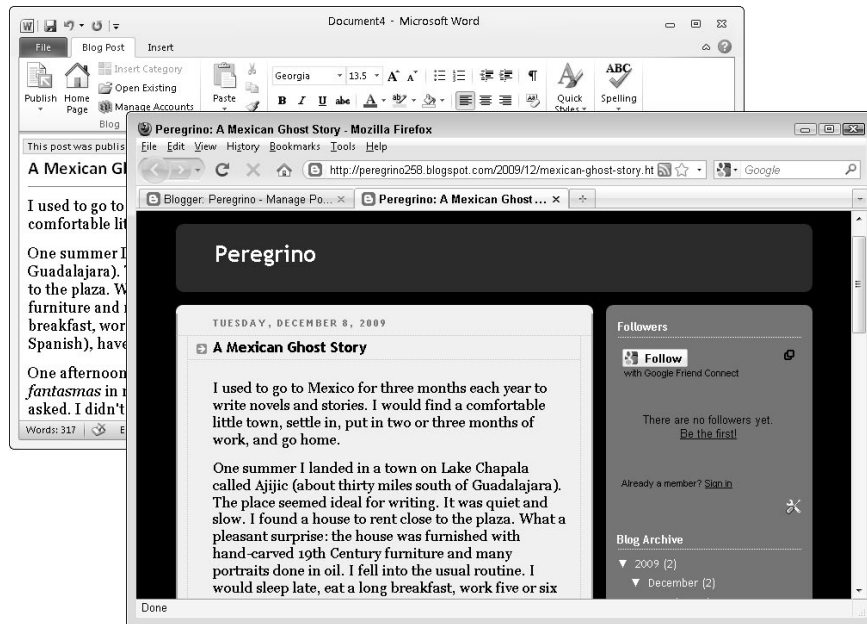 Document4 - Microsoft Word
File Blog Post Insert
Insert Category
Open Existing
Manage Accounts
Publish Home Page
Blog
Paste
Georgia 13.5
B I U abc
Quick Styles
ABC
Spelling
This post was publis
A Mexican Gh
I used to go to
comfortable lit
One summer I
Guadalajara).
to the plaza. W
furniture and
breakfast, wor
Spanish), have
One afternoon
fantasmas in
asked. I didn't
Words: 317
Peregrino: A Mexican Ghost Story - Mozilla Firefox
File Edit View History Bookmarks Tools Help
http://peregrino258.blogspot.com/2009/12/mexican-ghost-story.ht
Google
Blogger: Peregrino - Manage Po...
Peregrino: A Mexican Ghost ...
Peregrino
TUESDAY, DECEMBER 8, 2009
A Mexican Ghost Story
I used to go to Mexico for three months each year to
write novels and stories. I would find a comfortable
little town, settle in, put in two or three months of
work, and go home.
One summer I landed in a town on Lake Chapala
called Ajijic (about thirty miles south of Guadalajara).
The place seemed ideal for writing. It was quiet and
slow. I found a house to rent close to the plaza. What a
pleasant surprise: the house was furnished with
hand-carved 19th Century furniture and many
portraits done in oil. I fell into the usual routine. I
would sleep late, eat a long breakfast, work five or six
Followers
Follow
with Google Friend Connect
There are no followers yet.
Be the first!
Already a member? Sign in
Blog Archive
▼ 2009 (2)
▼ December (2)
Done